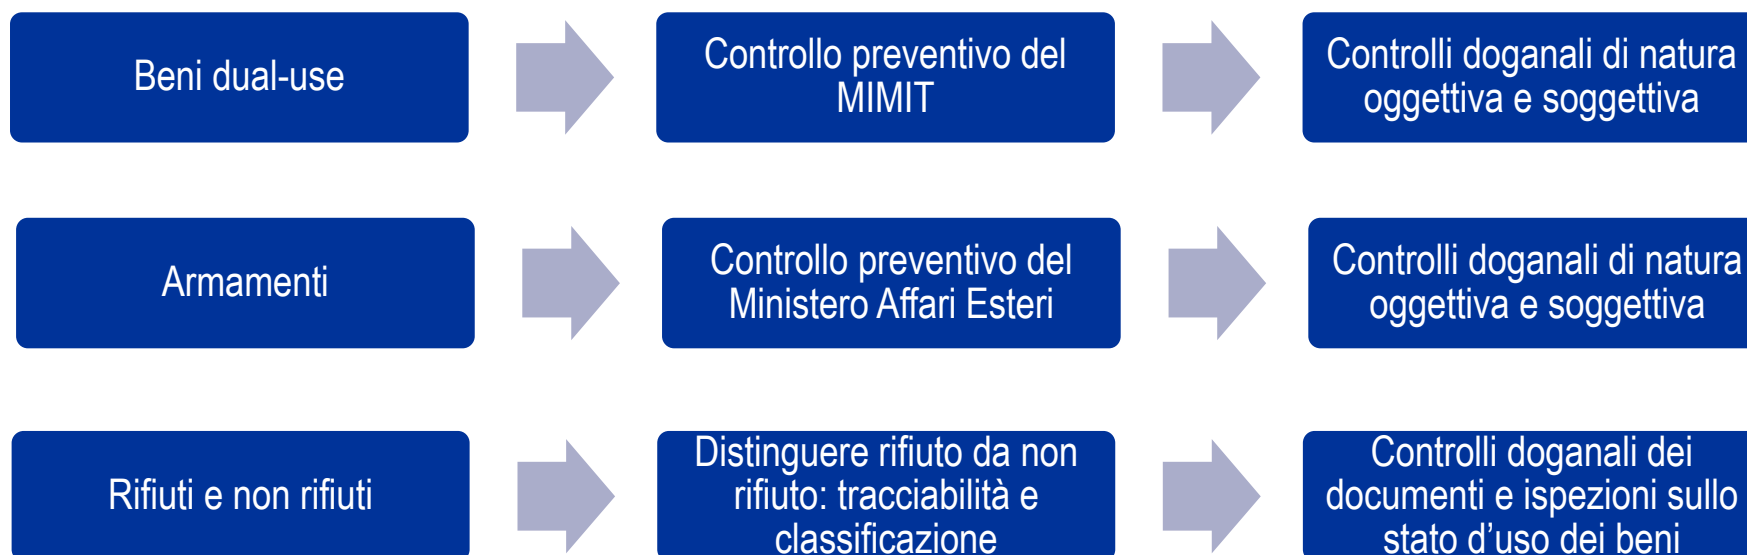 Beni dual-use
Controllo preventivo del
MIMIT
Controlli doganali di natura
oggettiva e soggettiva
Armamenti
Controllo preventivo del
Ministero Affari Esteri
Controlli doganali di natura
oggettiva e soggettiva
Rifiuti e non rifiuti
Distinguere rifiuto da non
rifiuto: tracciabilità e
classificazione
Controlli doganali dei
documenti e ispezioni sullo
stato d’uso dei beni